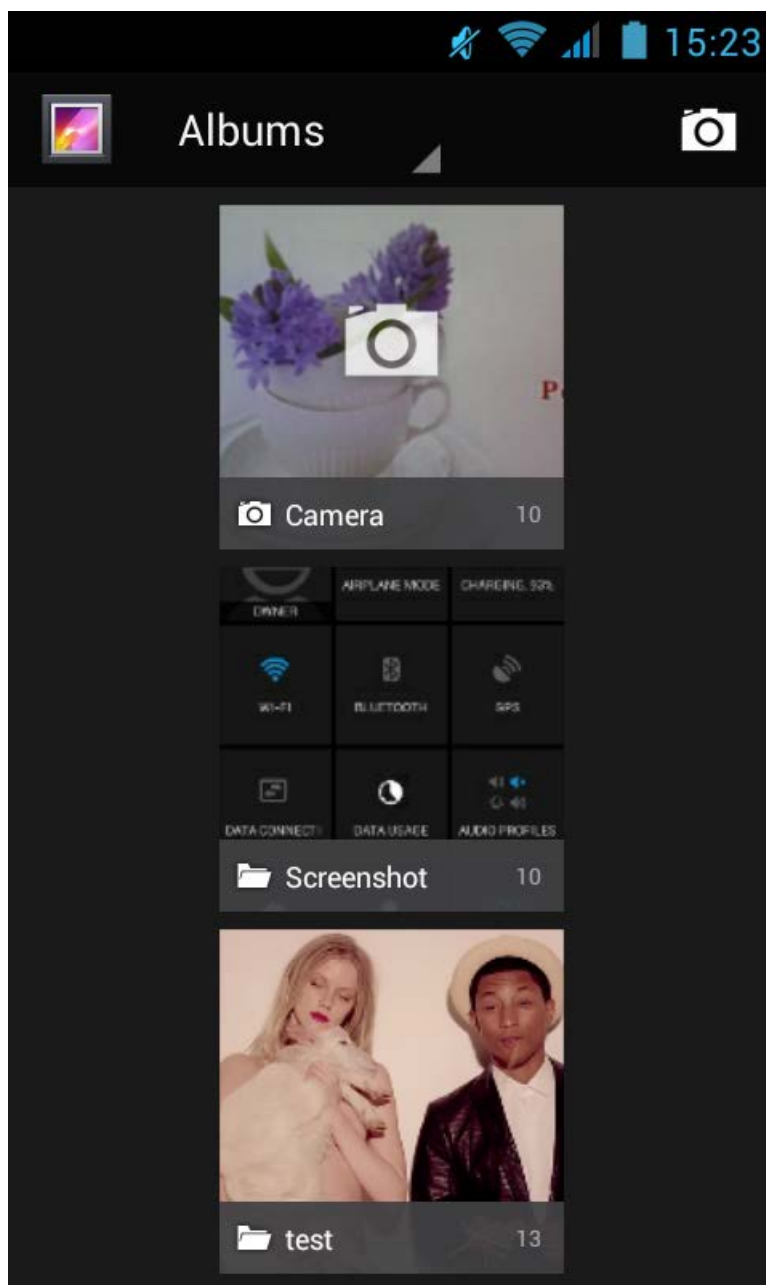 15:23
Albums
Camera 10
OWNER AIRPLANE MODE CHARGING, 93%
WI-FI BLUETOOTH GPS
DATA CONNECTI DATA USAGE AUDIO PROFILES
Screenshot 10
test 13